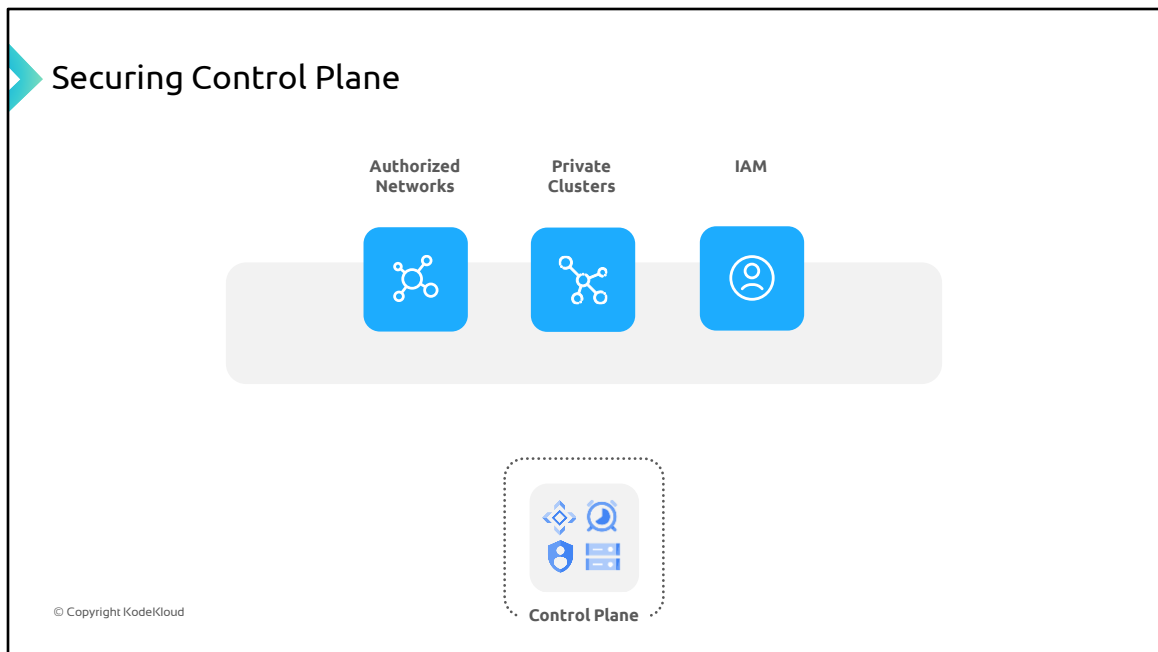 Securing Control Plane
Authorized
Networks
Private
Clusters
IAM
Control Plane
© Copyright KodeKloud